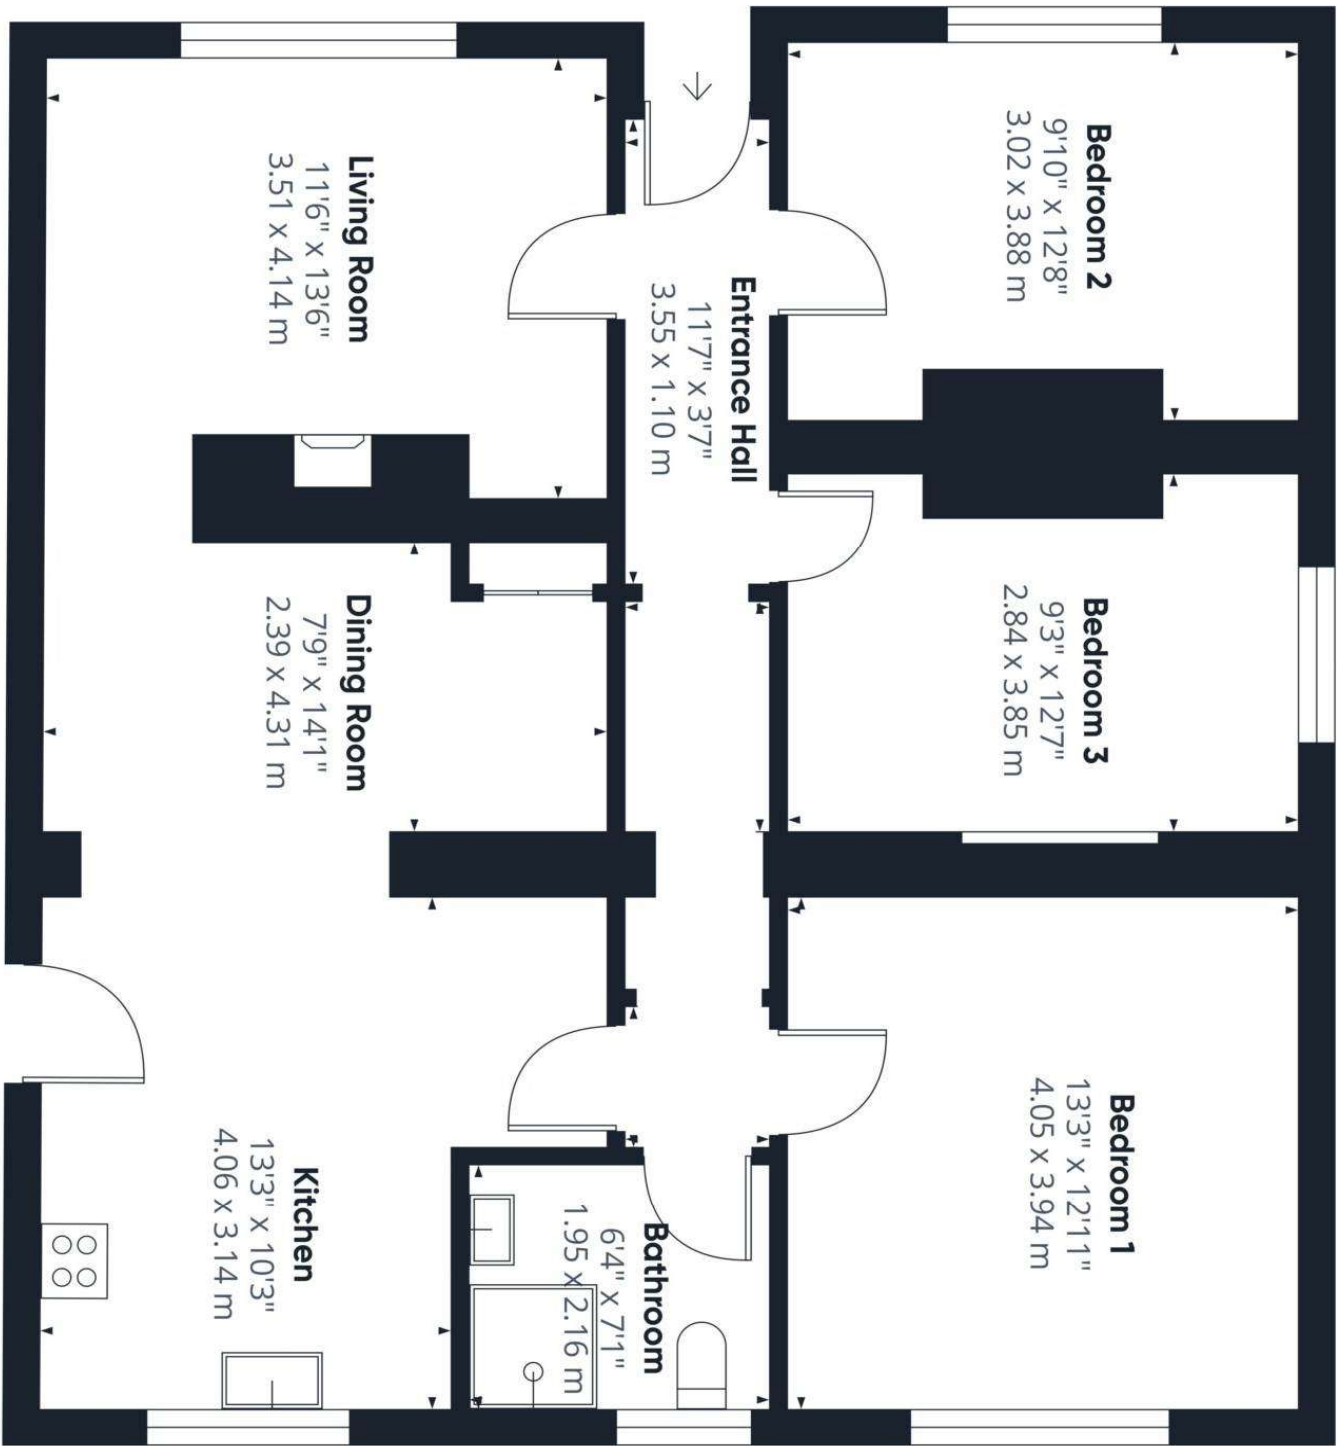 Bedroom 2
9'10" x 12'8"
3.02 x 3.88 m
Bedroom 3
9'3" x 12'7"
2.84 x 3.85 m
Bedroom 1
13'3" x 12'11"
4.05 x 3.94 m
Entrance Hall
11'7" x 3'7"
3.55 x 1.10 m
Bathroom
6'4" x 7'1"
1.95 x 2.16 m
Living Room
11'6" x 13'6"
3.51 x 4.14 m
Dining Room
7'9" x 14'1"
2.39 x 4.31 m
Kitchen
13'3" x 10'3"
4.06 x 3.14 m